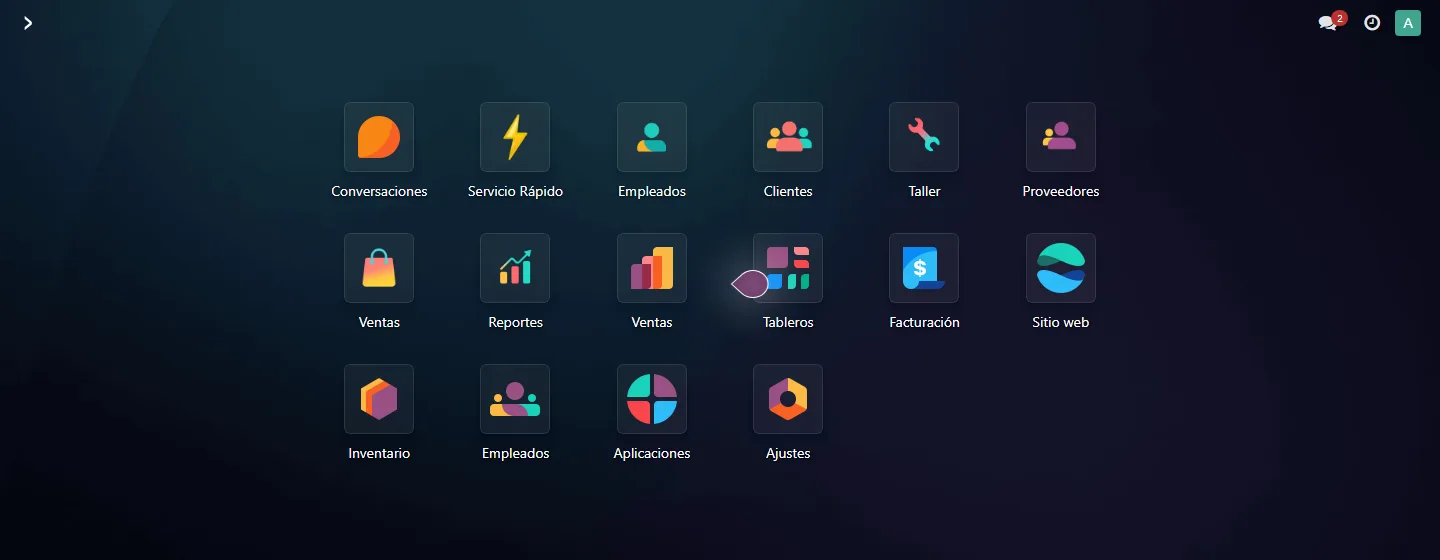 2
A
Conversaciones
Servicio Rápido
Empleados
Clientes
Taller
Proveedores
Ventas
Reportes
Ventas
Tableros
$
Facturación
Sitio web
Inventario
Empleados
Aplicaciones
Ajustes